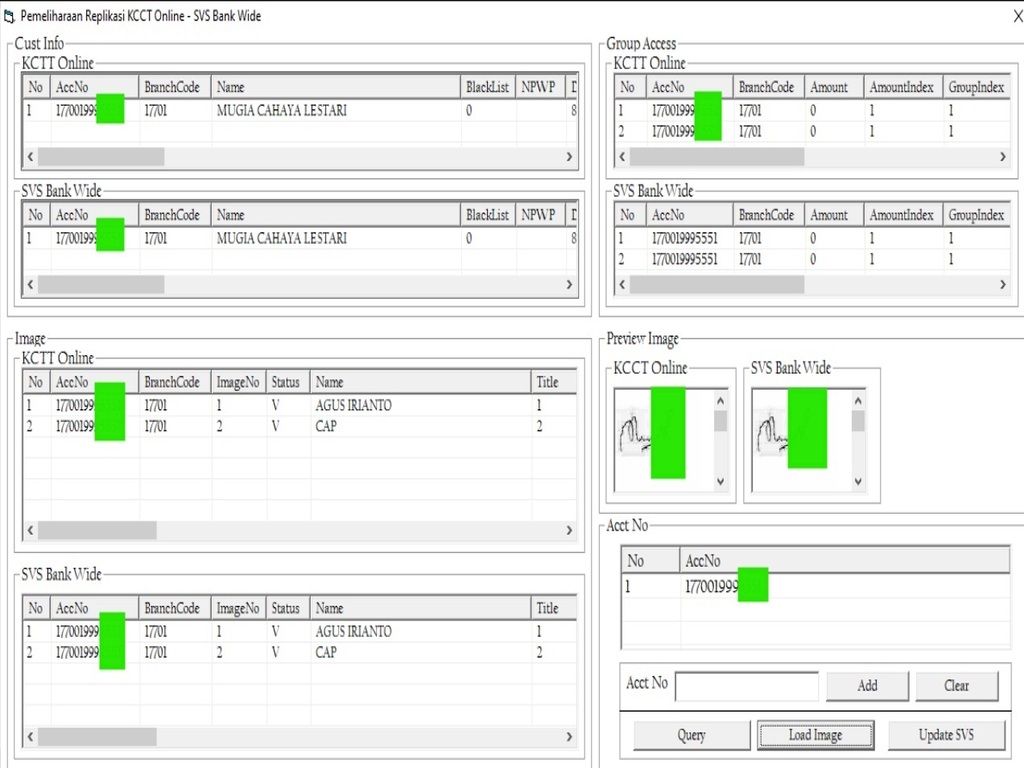 Pemeliharaan Replikasi KCCT Online - SVS Bank Wide
Cust Info
KCTT Online
No AccNo BranchCode Name BlackList NPWP
1 177001999 17701 MUGIA CAHAYA LESTARI 0 8
SVS Bank Wide
No AccNo BranchCode Name BlackList NPWP
1 177001999 17701 MUGIA CAHAYA LESTARI 0 8
Group Access
KCTT Online
No AccNo BranchCode Amount AmountIndex GroupIndex
1 177001999 17701 0 1 1
2 177001999 17701 0 1 1
SVS Bank Wide
No AccNo BranchCode Amount AmountIndex GroupIndex
1 1770019995551 17701 0 1 1
2 1770019995551 17701 0 1 1
Image
KCTT Online
No AccNo BranchCode ImageNo Status Name Title
1 177001999 17701 1 V AGUS IRIANTO 1
2 177001999 17701 2 V CAP 2
SVS Bank Wide
No AccNo BranchCode ImageNo Status Name Title
1 177001999 17701 1 V AGUS IRIANTO 1
2 177001999 17701 2 V CAP 2
Preview Image
KCCT Online
SVS Bank Wide
Acct No
No AccNo
1 177001999
Acct No
Add
Clear
Query
Load Image
Update SVS